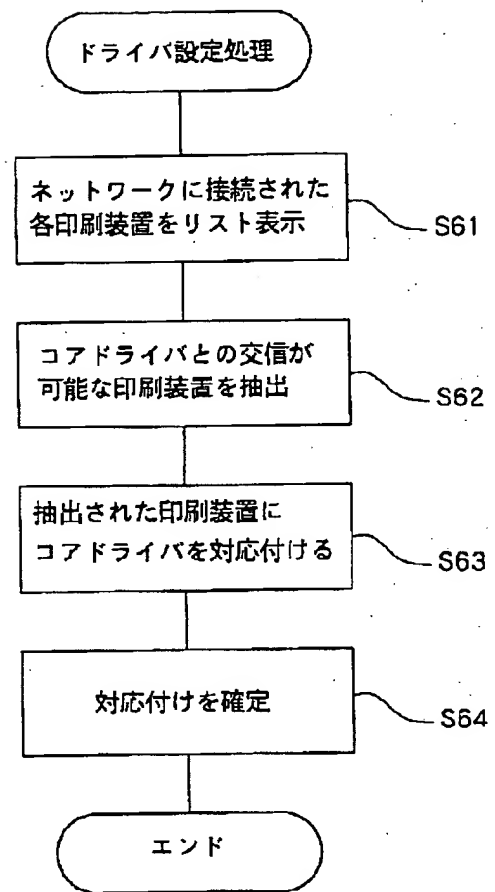 ドライバ設定処理
ネットワークに接続された
各印刷装置をリスト表示
S61
コアドライバとの交信が
可能な印刷装置を抽出
S62
抽出された印刷装置に
コアドライバを対応付ける
S63
対応付けを確定
S64
エンド